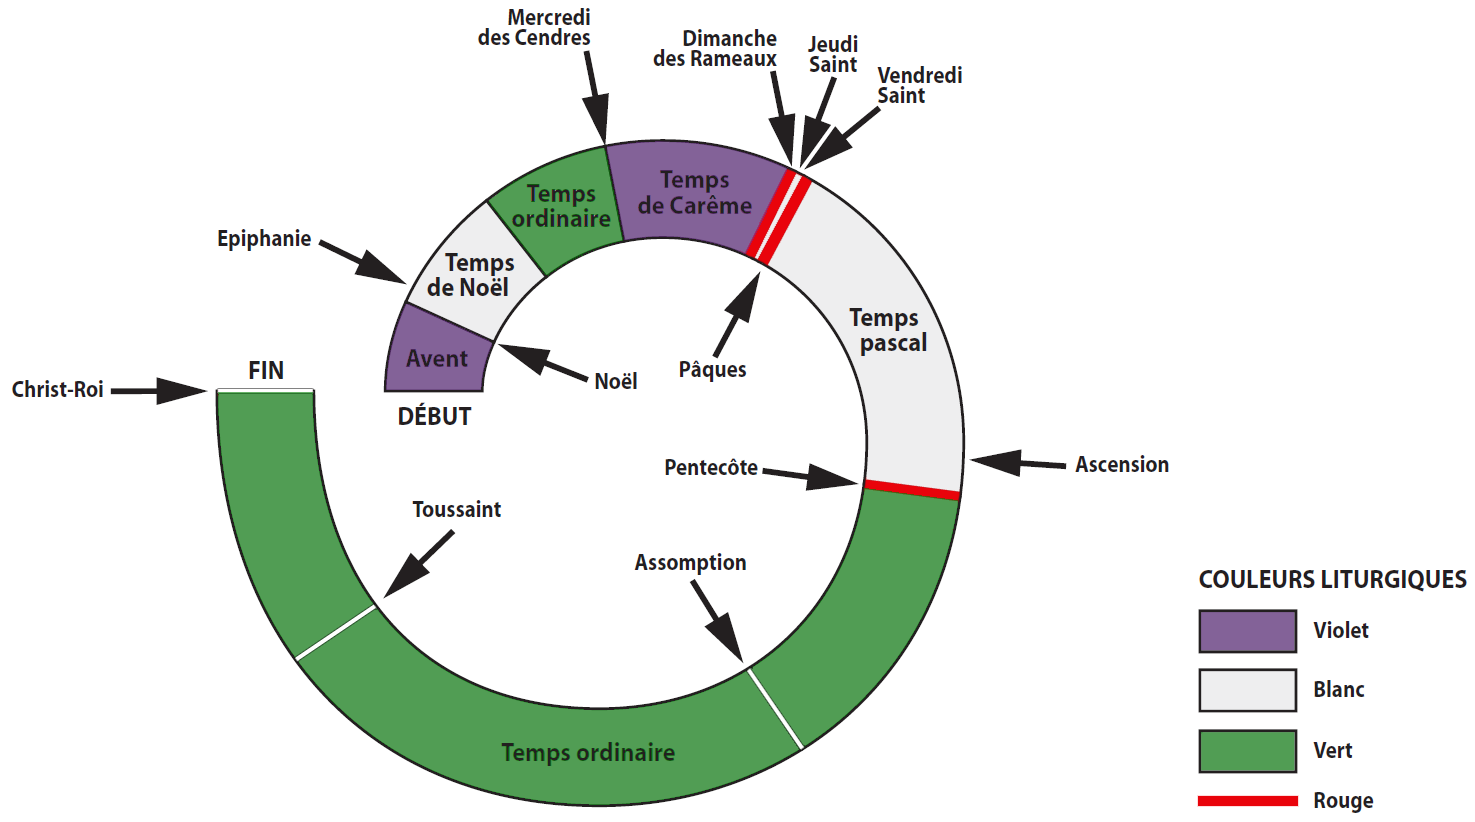 Mercredi
des Cendres
Dimanche
des Rameaux
Jeudi
Saint
Vendredi
Saint
Temps
de Carême
Temps
ordinaire
Epiphanie
Temps
de Noël
Avent
Noël
DÉBUT
FIN
Christ-Roi
Pâques
Temps
pascal
Pentecôte
Ascension
Toussaint
Assomption
Temps ordinaire
COULEURS LITURGIQUES
Violet
Blanc
Vert
Rouge